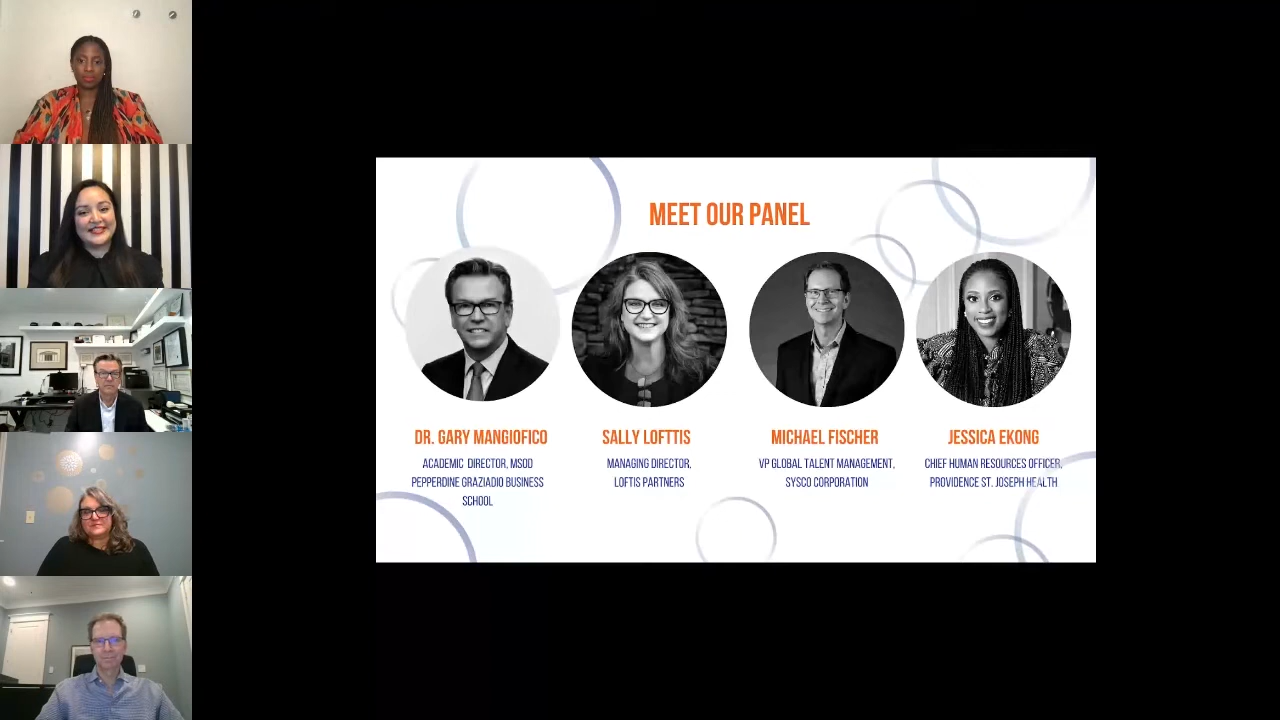 MEET OUR PANEL
DR. GARY MANGIOFICO
ACADEMIC DIRECTOR, MSOD
PEPPERDINE GRAZIADIO BUSINESS
SCHOOL
SALLY LOFTTIS
MANAGING DIRECTOR,
LOFTIS PARTNERS
MICHAEL FISCHER
VP GLOBAL TALENT MANAGEMENT,
SYSCO CORPORATION
JESSICA EKONG
CHIEF HUMAN RESOURCES OFFICER,
PROVIDENCE ST. JOSEPH HEALTH